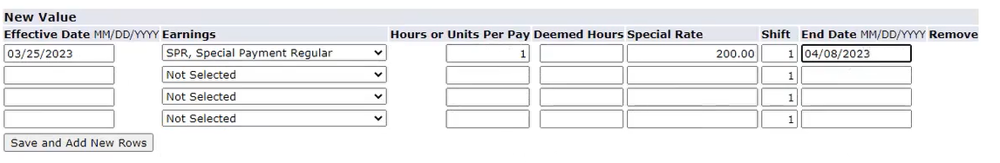 New Value
Effective Date MM/DD/YYYY Earnings Hours or Units Per Pay Deemed Hours Special Rate Shift End Date MM/DD/YYYY Remove
03/25/2023 SPR, Special Payment Regular 1 200.00 1 04/08/2023
Not Selected 1
Not Selected 1
Not Selected 1
Save and Add New Rows